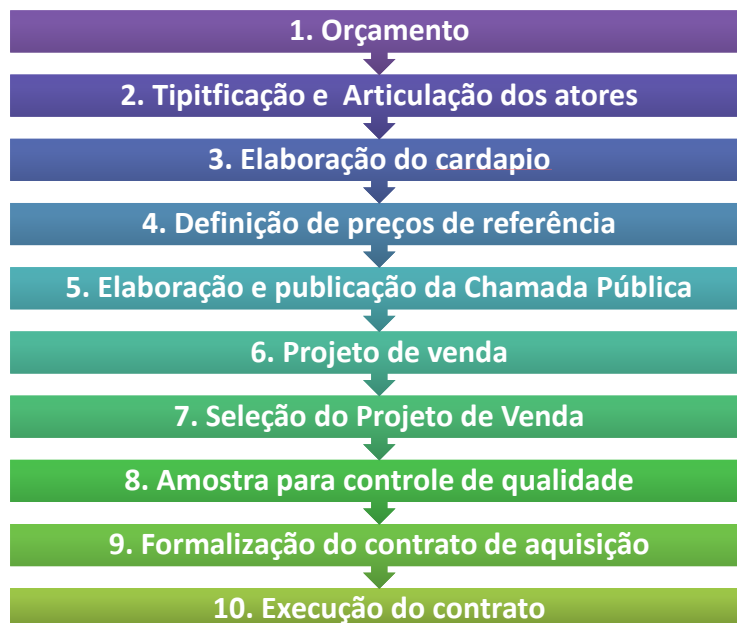 1. Orçamento
2. Tipitficação e Articulação dos atores
3. Elaboração do cardapio
4. Definição de preços de referência
5. Elaboração e publicação da Chamada Pública
6. Projeto de venda
7. Seleção do Projeto de Venda
8. Amostra para controle de qualidade
9. Formalização do contrato de aquisição
10. Execução do contrato